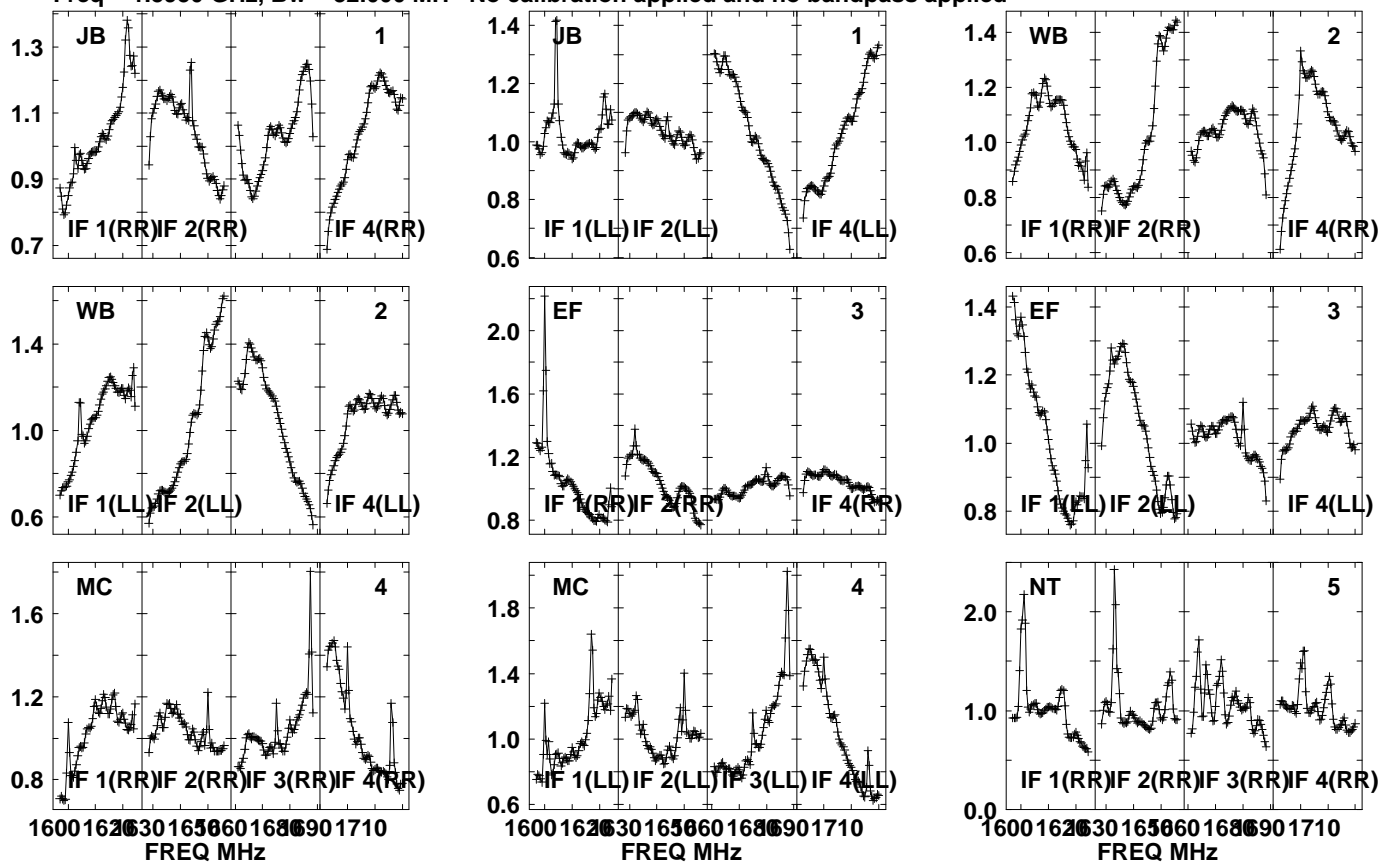 No calibration applied and no bandpass applied
JB 1 JB 1 WB 2
1.3 1.4 1.4
1.2 1.2
1.1 1.0 1.0
0.9 0.8 0.8
0.7 0.6 0.6
IF 1(RR) IF 2(RR) IF 4(RR) IF 1(LL) IF 2(LL) IF 4(LL) IF 1(RR) IF 2(RR) IF 4(RR)
WB 2 EF 3 EF 3
1.4 2.0 1.4
1.0 1.6 1.2
0.6 1.2 1.0
0.8 0.8
IF 1(LL) IF 2(LL) IF 4(LL) IF 1(RR) IF 2(RR) IF 4(RR) IF 1(LL) IF 2(LL) IF 4(LL)
MC 4 MC 4 NT 5
1.6 1.8 2.0
1.2 1.4 1.0
0.8 1.0 0.0
0.6
IF 1(RR) IF 2(RR) IF 3(RR) IF 4(RR) IF 1(LL) IF 2(LL) IF 3(LL) IF 4(LL) IF 1(RR) IF 2(RR) IF 3(RR) IF 4(RR)
1600 1690 1710 1600 1690 1710 1600 1690 1710
FREQ MHz FREQ MHz